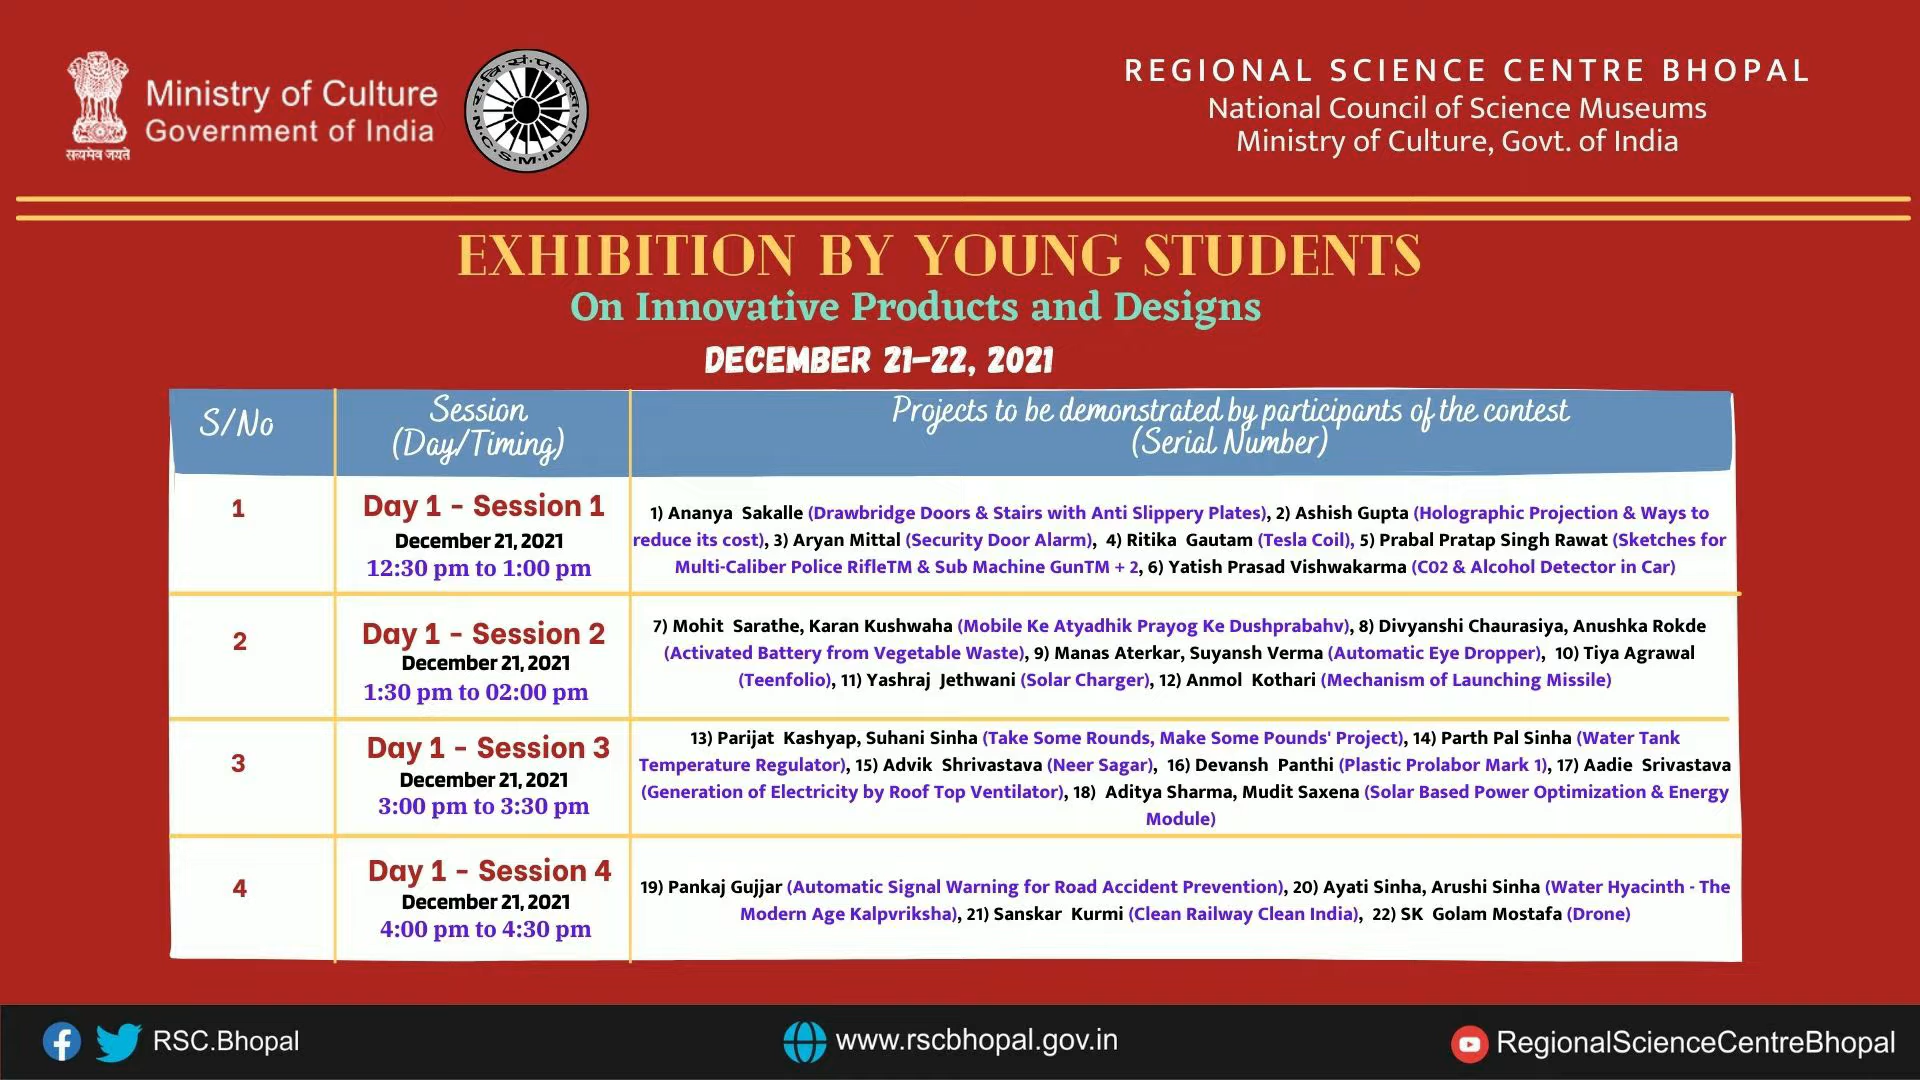 Ministry of Culture
Government of India
सत्यमेव जयते
रा.वि.सं.प.भारत
N.C.S.M.INDIA
REGIONAL SCIENCE CENTRE BHOPAL
National Council of Science Museums
Ministry of Culture, Govt. of India
EXHIBITION BY YOUNG STUDENTS
On Innovative Products and Designs
DECEMBER 21-22, 2021
S/No
Session
(Day/Timing)
Projects to be demonstrated by participants of the contest
(Serial Number)
1
Day 1 - Session 1
December 21, 2021
12:30 pm to 1:00 pm
1) Ananya Sakalle (Drawbridge Doors & Stairs with Anti Slippery Plates), 2) Ashish Gupta (Holographic Projection & Ways to
reduce its cost), 3) Aryan Mittal (Security Door Alarm), 4) Ritika Gautam (Tesla Coil), 5) Prabal Pratap Singh Rawat (Sketches for
Multi-Caliber Police RifleTM & Sub Machine GunTM + 2, 6) Yatish Prasad Vishwakarma (C02 & Alcohol Detector in Car)
2
Day 1 - Session 2
December 21, 2021
1:30 pm to 02:00 pm
7) Mohit Sarathe, Karan Kushwaha (Mobile Ke Atyadhik Prayog Ke Dushprabahv), 8) Divyanshi Chaurasiya, Anushka Rokde
(Activated Battery from Vegetable Waste), 9) Manas Aterkar, Suyansh Verma (Automatic Eye Dropper), 10) Tiya Agrawal
(Teenfolio), 11) Yashraj Jethwani (Solar Charger), 12) Anmol Kothari (Mechanism of Launching Missile)
3
Day 1 - Session 3
December 21, 2021
3:00 pm to 3:30 pm
13) Parijat Kashyap, Suhani Sinha (Take Some Rounds, Make Some Pounds' Project), 14) Parth Pal Sinha (Water Tank
Temperature Regulator), 15) Advik Shrivastava (Neer Sagar), 16) Devansh Panthi (Plastic Prolabor Mark 1), 17) Aadie Srivastava
(Generation of Electricity by Roof Top Ventilator), 18) Aditya Sharma, Mudit Saxena (Solar Based Power Optimization & Energy
Module)
4
Day 1 - Session 4
December 21, 2021
4:00 pm to 4:30 pm
19) Pankaj Gujjar (Automatic Signal Warning for Road Accident Prevention), 20) Ayati Sinha, Arushi Sinha (Water Hyacinth - The
Modern Age Kalpvriksha), 21) Sanskar Kurmi (Clean Railway Clean India), 22) SK Golam Mostafa (Drone)
RSC.Bhopal
www.rscbhopal.gov.in
RegionalScienceCentreBhopal